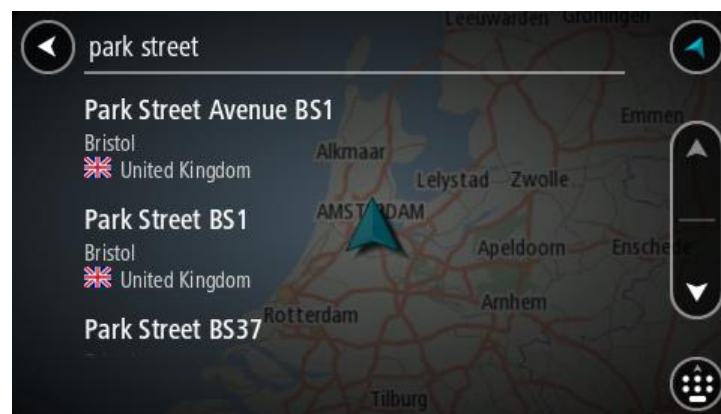 Leeuwarden Groningen
park street
Park Street Avenue BS1
Bristol
United Kingdom
Park Street BS1
Bristol
United Kingdom
Park Street BS37
Emmen
Alkmaar
Lelystad Zwolle
AMSTERDAM
Apeldoorn Enschede
Arnhem
Rotterdam
Tilburg